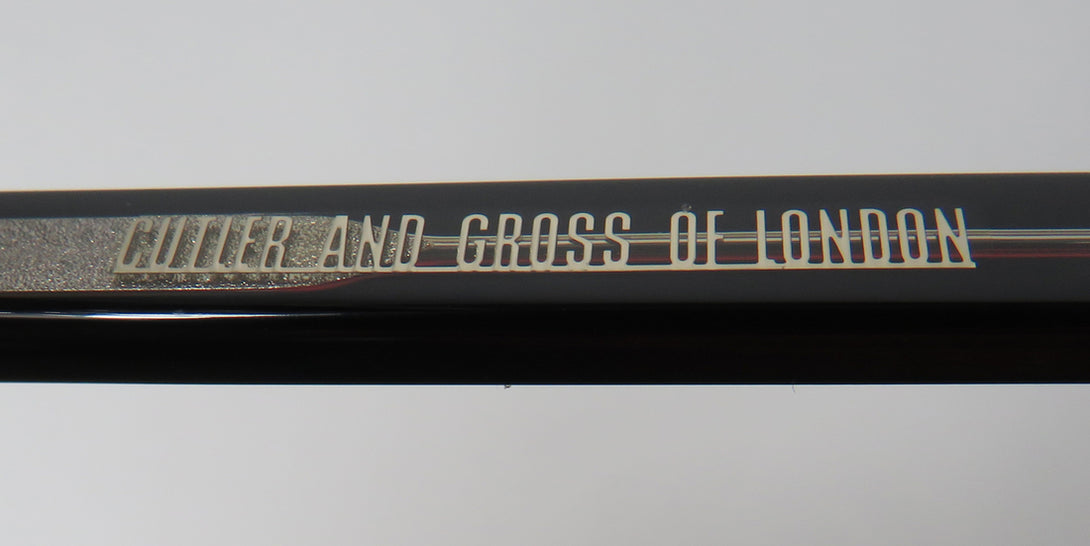 CUTLER AND GROSS OF LONDON